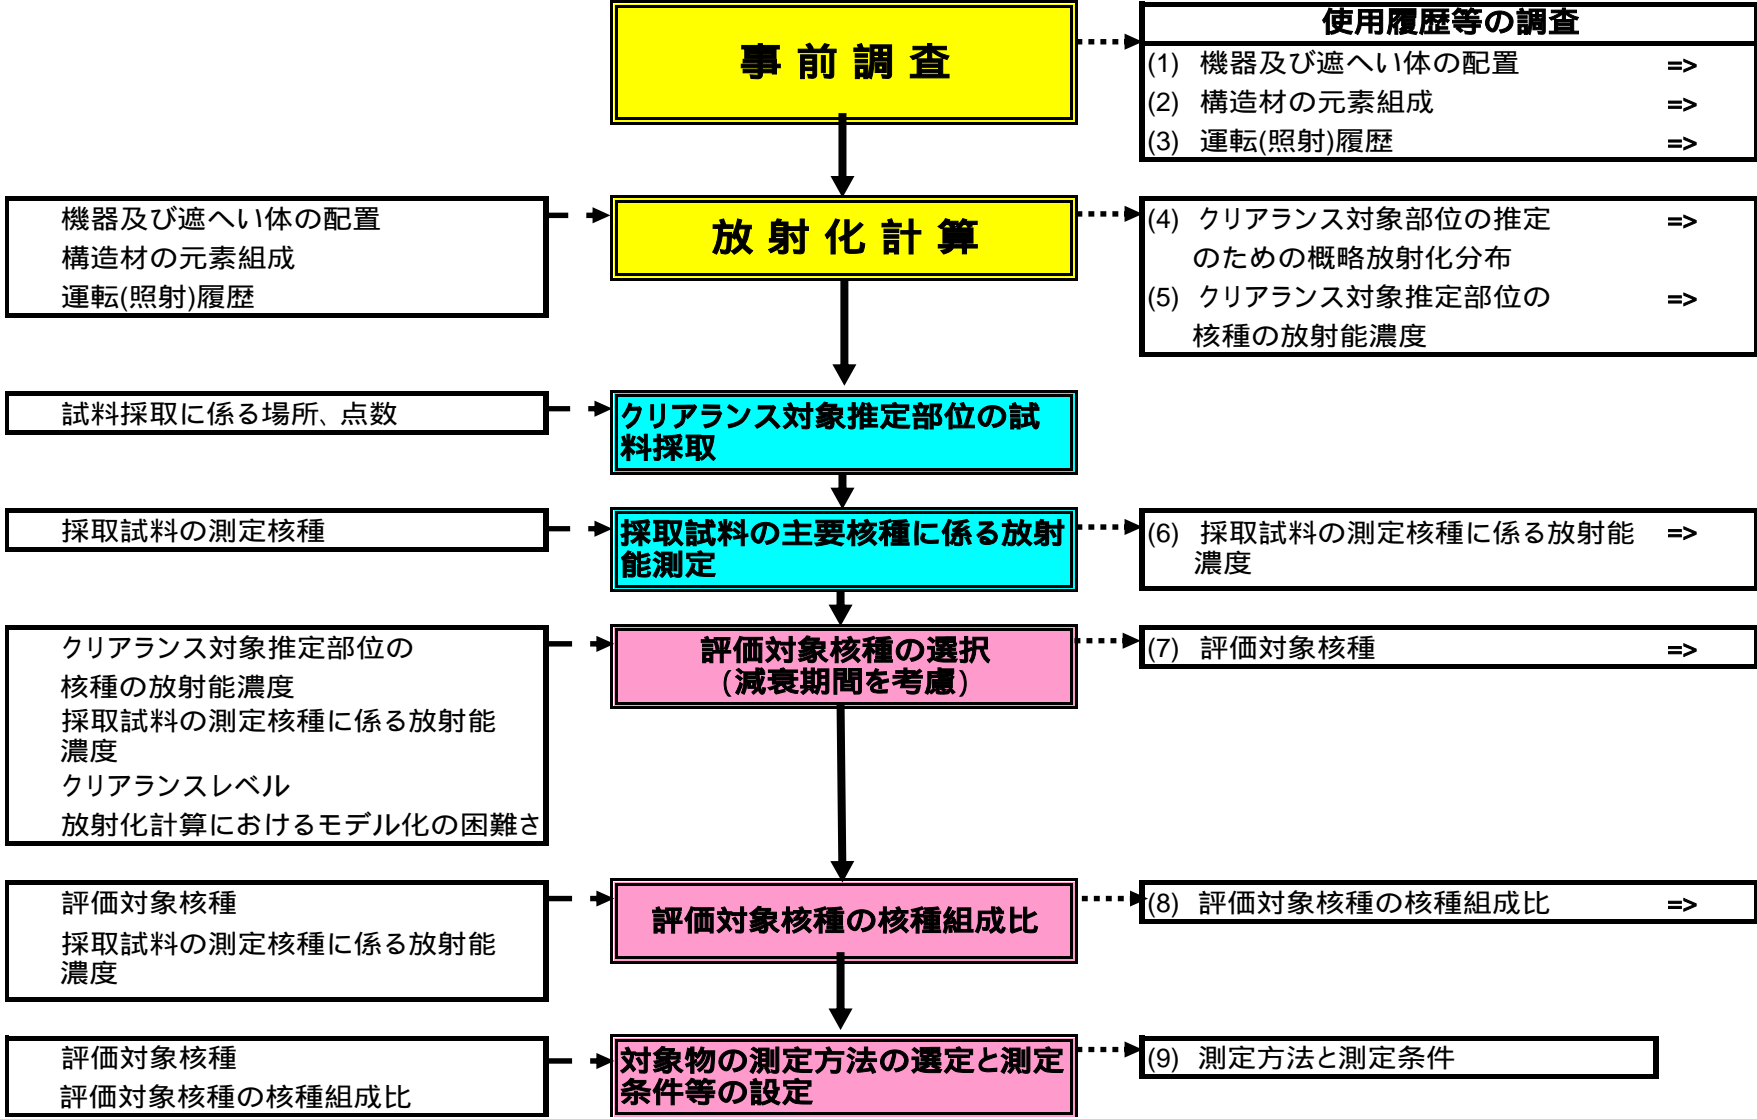 事前調査
使用履歴等の調査
(1) 機器及び遮へい体の配置 =>
(2) 構造材の元素組成 =>
(3) 運転(照射)履歴 =>
機器及び遮へい体の配置
構造材の元素組成
運転(照射)履歴
放射化計算
(4) クリアランス対象部位の推定 =>
のための概略放射化分布
(5) クリアランス対象推定部位の =>
核種の放射能濃度
試料採取に係る場所、点数
クリアランス対象推定部位の試
料採取
採取試料の測定核種
採取試料の主要核種に係る放射
能測定
(6) 採取試料の測定核種に係る放射能 =>
濃度
クリアランス対象推定部位の
核種の放射能濃度
採取試料の測定核種に係る放射能
濃度
クリアランスレベル
放射化計算におけるモデル化の困難さ
評価対象核種の選択
(減衰期間を考慮)
(7) 評価対象核種 =>
評価対象核種
採取試料の測定核種に係る放射能
濃度
評価対象核種の核種組成比
(8) 評価対象核種の核種組成比 =>
評価対象核種
評価対象核種の核種組成比
対象物の測定方法の選定と測定
条件等の設定
(9) 測定方法と測定条件